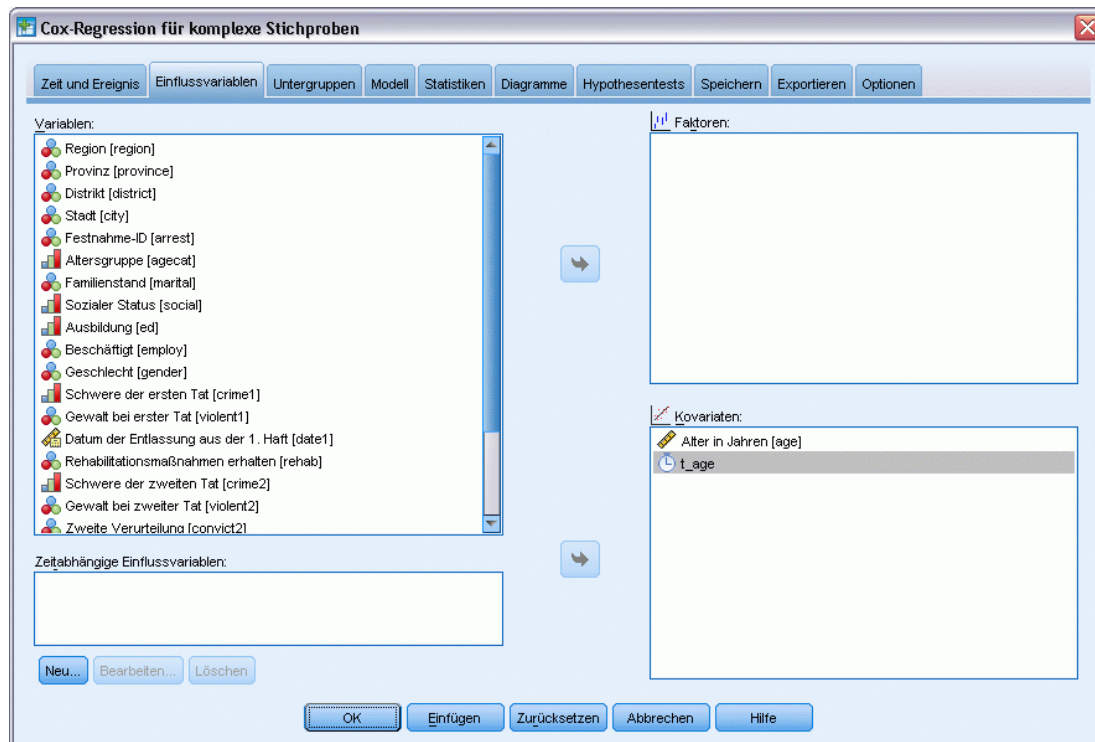 Cox-Regression für komplexe Stichproben
Zeit und Ereignis Einflussvariablen Untergruppen Modell Statistiken Diagramme Hypothesentests Speichern Exportieren Optionen
Variablen:
Region [region]
Provinz [province]
Distrikt [district]
Stadt [city]
Festnahme-ID [arrest]
Altersgruppe [agecat]
Familienstand [marital]
Sozialer Status [social]
Ausbildung [ed]
Beschäftigt [employ]
Geschlecht [gender]
Schwere der ersten Tat [crime1]
Gewalt bei erster Tat [violent1]
Datum der Entlassung aus der 1. Haft [date1]
Rehabilitationsmaßnahmen erhalten [rehab]
Schwere der zweiten Tat [crime2]
Gewalt bei zweiter Tat [violent2]
Zweite Verurteilung [convict2]
Zeitabhängige Einflussvariablen:
Neu... Bearbeiten... Löschen
Faktoren:
Kovariaten:
Alter in Jahren [age]
t_age
OK Einfügen Zurücksetzen Abbrechen Hilfe